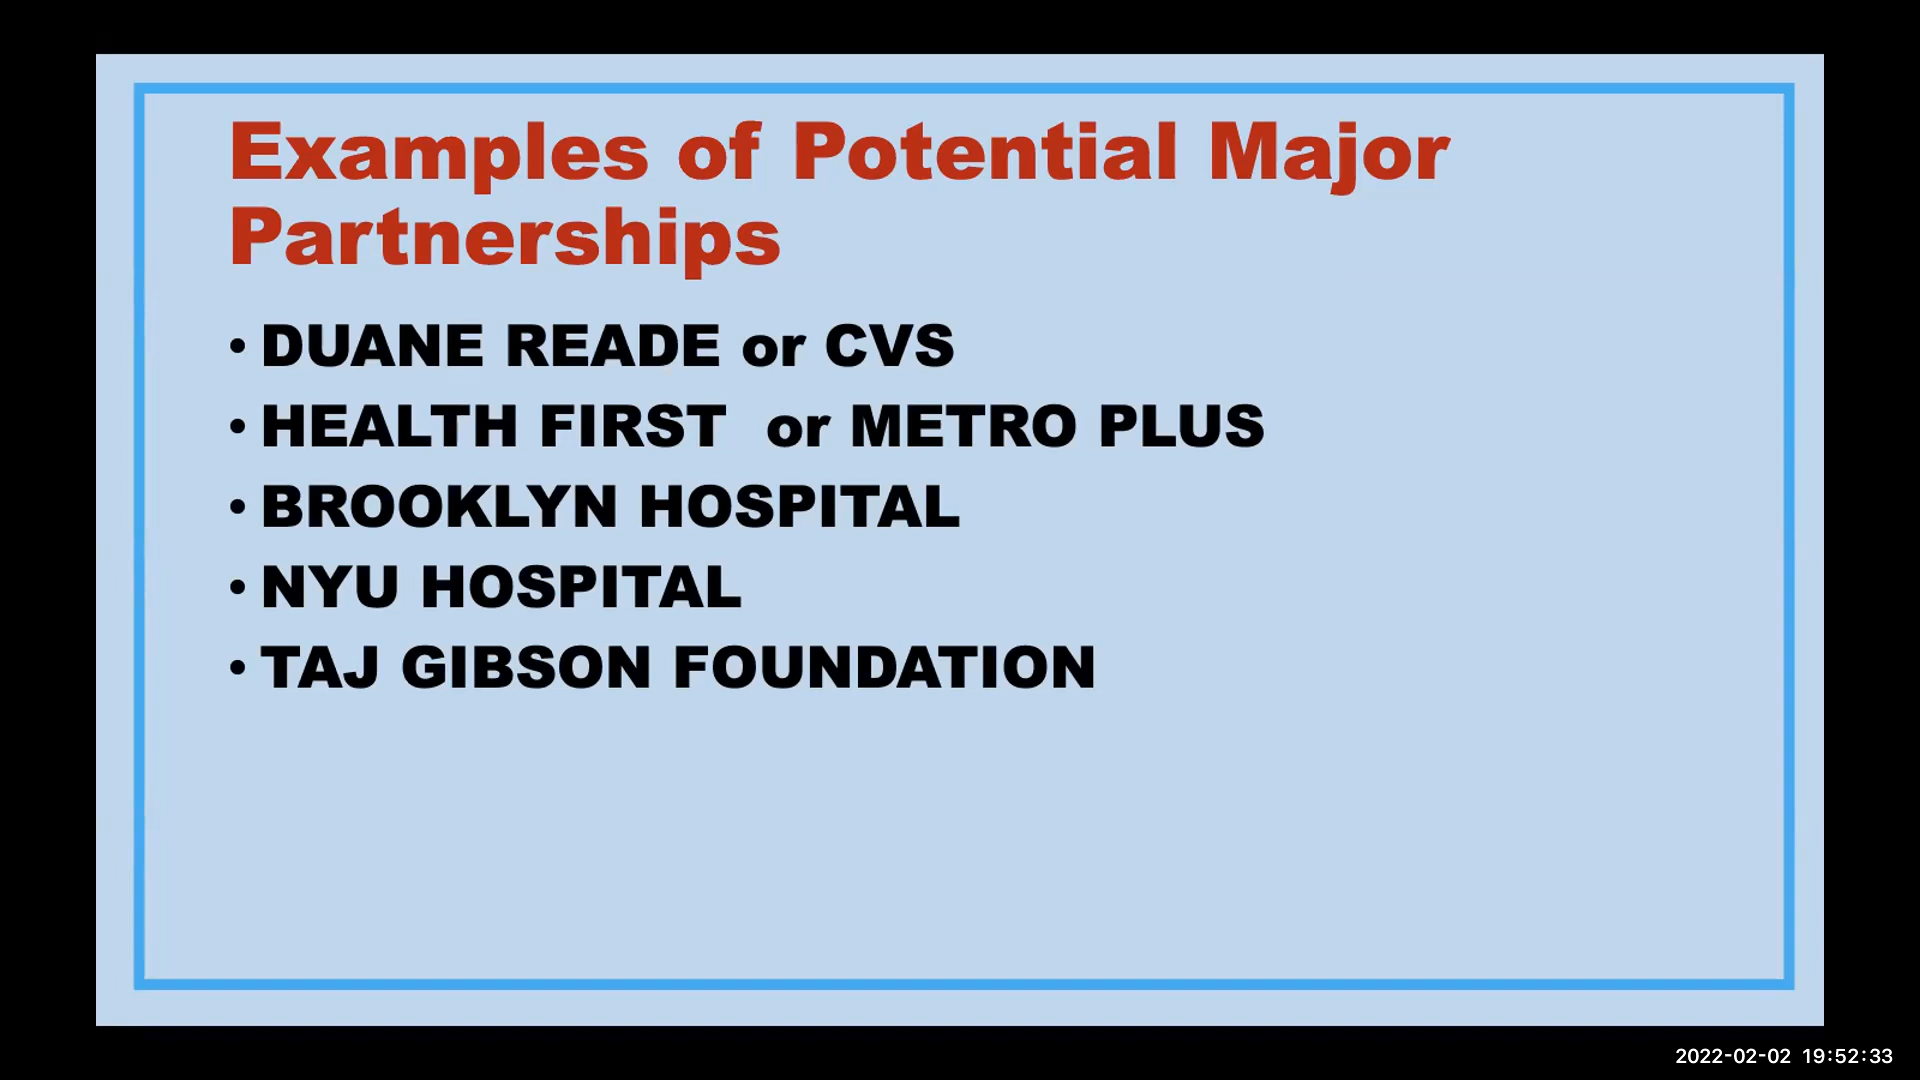 Examples of Potential Major
Partnerships
• DUANE READE or CVS
• HEALTH FIRST  or METRO PLUS
• BROOKLYN HOSPITAL
• NYU HOSPITAL
• TAJ GIBSON FOUNDATION
2022-02-02 19:52:33